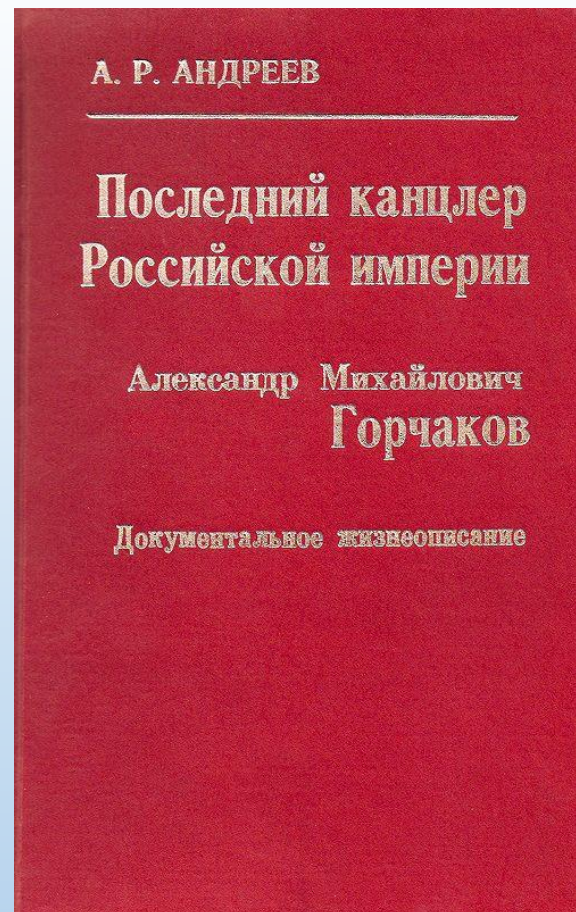 А. Р. АНДРЕЕВ
Последний канцлер
Российской империи
Александр Михайлович
Горчаков
Документальное жизнеописание